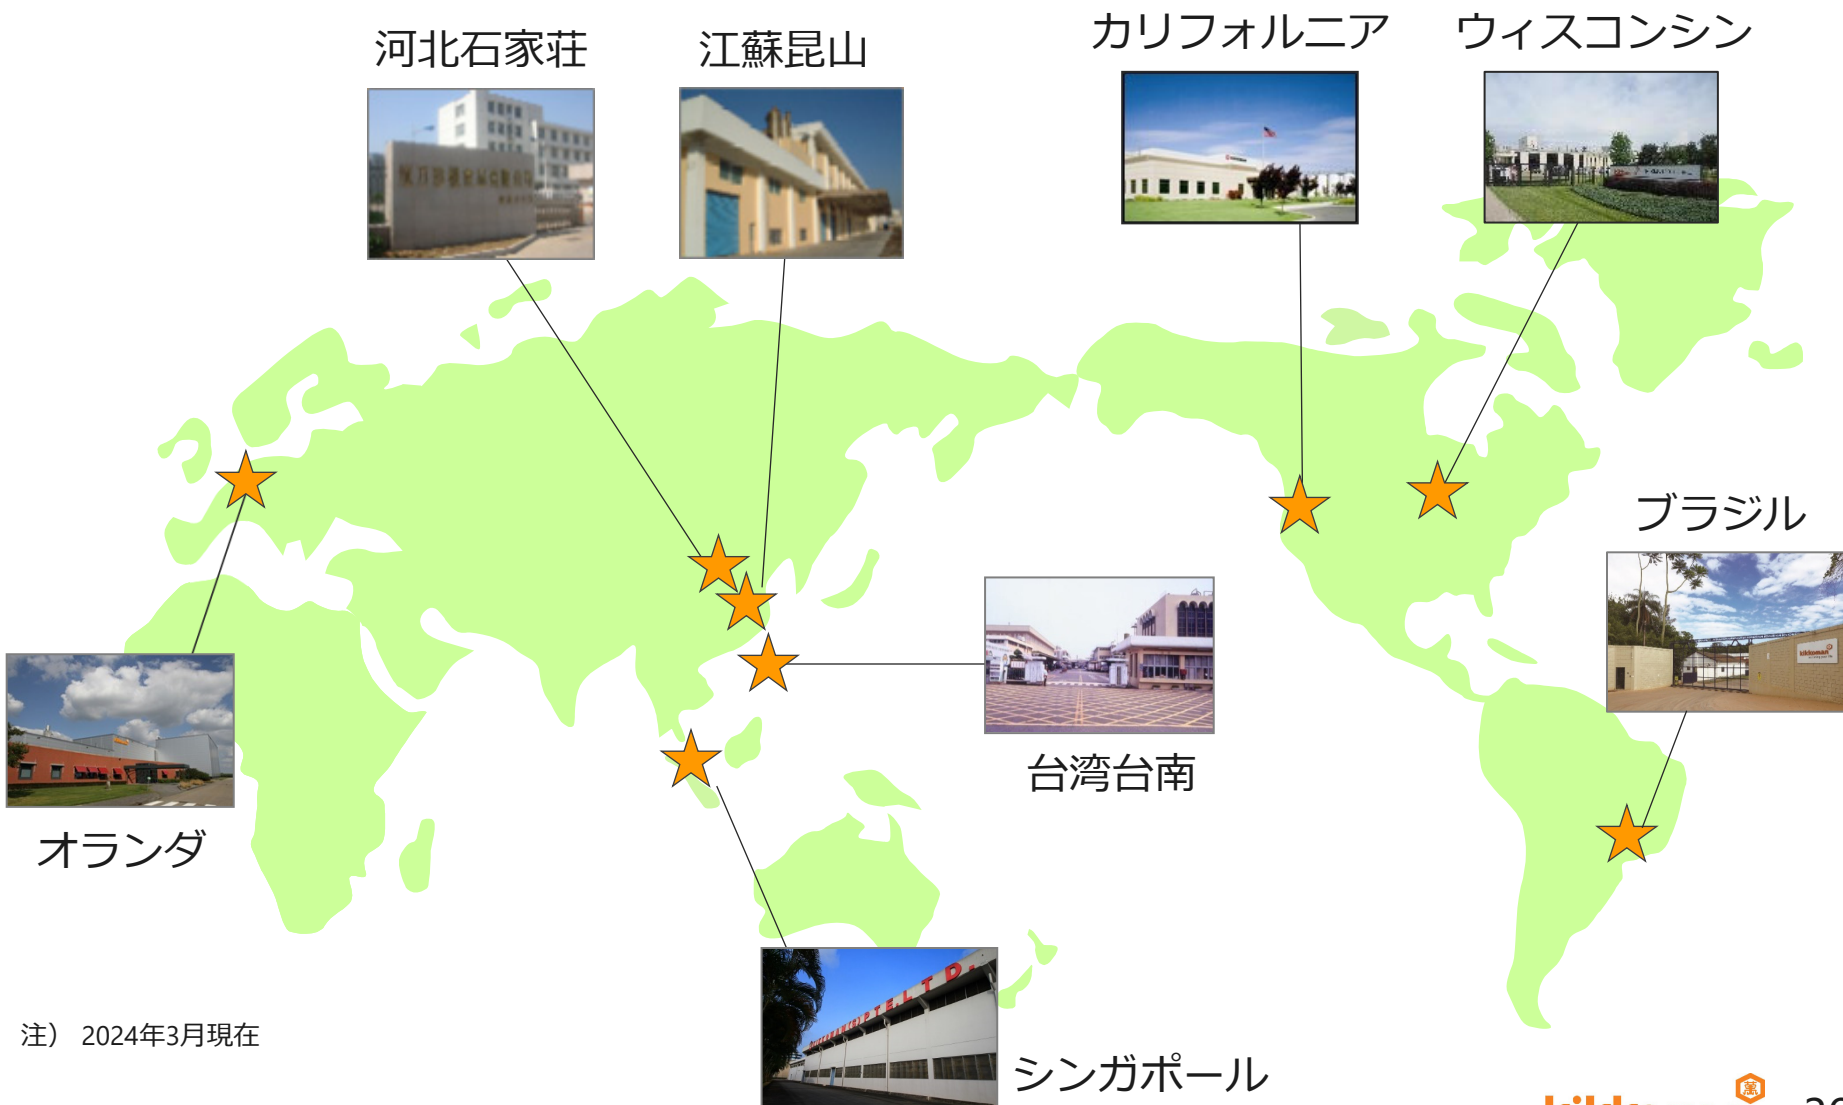 河北石家荘
江蘇昆山
カリフォルニア
ウィスコンシン
ブラジル
kikkoman
台湾台南
オランダ
シンガポール
注） 2024年3月現在
萬